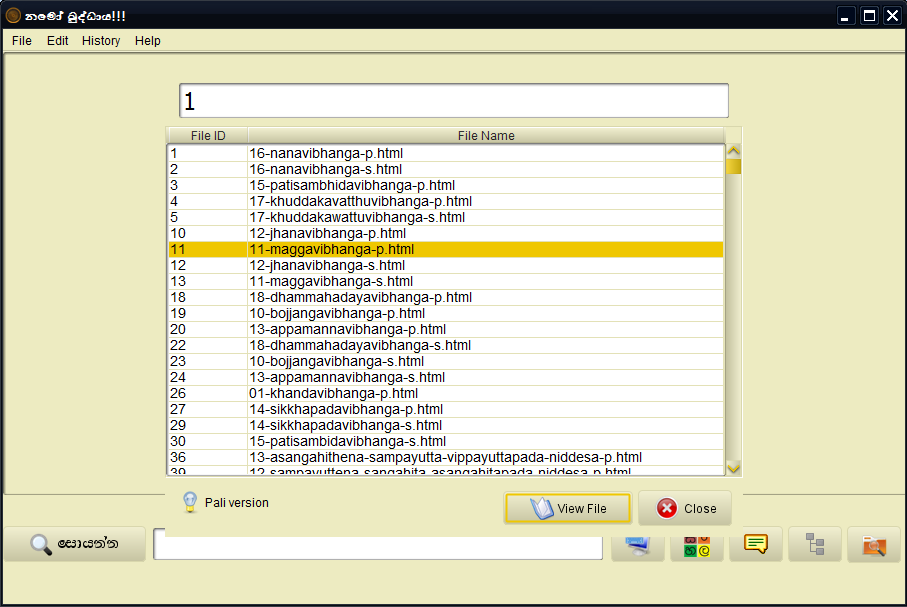 නමෝ බුද්ධාය!!!
File Edit History Help
1
File ID File Name
1 16-nanavibhanga-p.html
2 16-nanavibhanga-s.html
3 15-patisambhidavibhanga-p.html
4 17-khuddakavatthuvibhanga-p.html
5 17-khuddakawattuvibhanga-s.html
10 12-jhanavibhanga-p.html
11 11-maggavibhanga-p.html
12 12-jhanavibhanga-s.html
13 11-maggavibhanga-s.html
18 18-dhammahadayavibhanga-p.html
19 10-bojjangavibhanga-p.html
20 13-appamannavibhanga-p.html
22 18-dhammahadayavibhanga-s.html
23 10-bojjangavibhanga-s.html
24 13-appamannavibhanga-s.html
26 01-khandavibhanga-p.html
27 14-sikkhapadavibhanga-p.html
29 14-sikkhapadavibhanga-s.html
30 15-patisambidavibhanga-s.html
36 13-asangahithena-sampayutta-vippayuttapada-niddesa-p.html
39 12-sampayuttena-sangahita-asangahitapada-niddesa-p.html
Pali version View File Close
සොයන්න